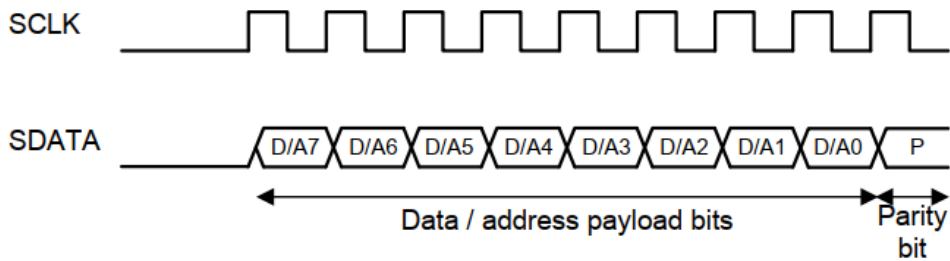 SCLK
SDATA D/A7 D/A6 D/A5 D/A4 D/A3 D/A2 D/A1 D/A0 P
Data / address payload bits Parity
bit